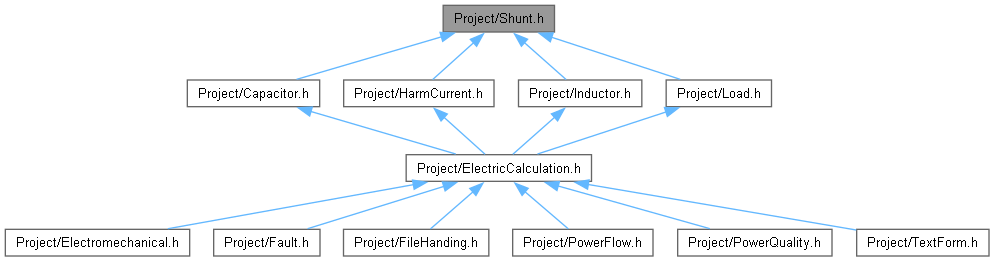 Project/Shunt.h
Project/Capacitor.h
Project/HarmCurrent.h
Project/Inductor.h
Project/Load.h
Project/ElectricCalculation.h
Project/Electromechanical.h
Project/Fault.h
Project/FileHanding.h
Project/PowerFlow.h
Project/PowerQuality.h
Project/TextForm.h